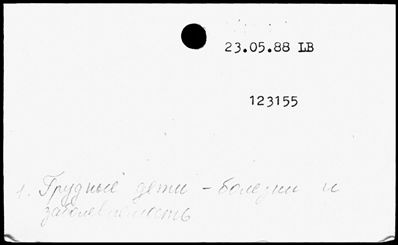 23.05.88 LB
123155
1. Грудные дети - болезни и
заболеваемость